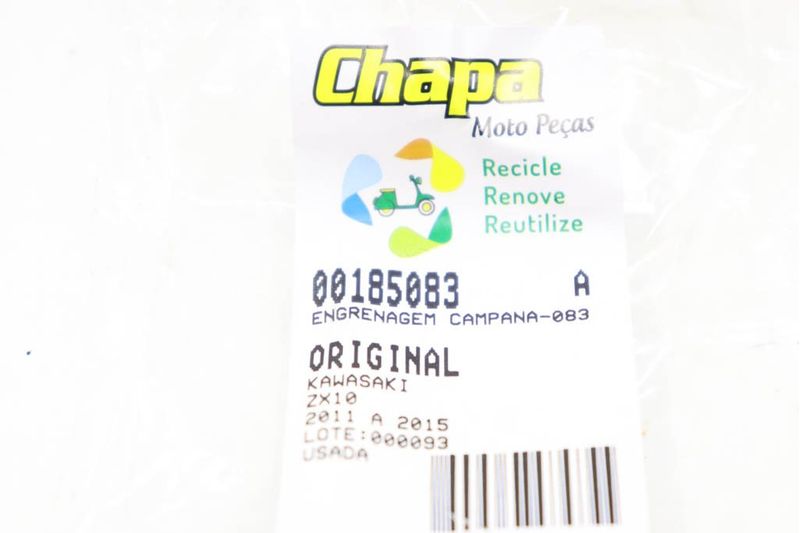 Chapa
Moto Peças
Recicle
Renove
Reutilize
00185083 A
ENGRENAGEM CAMPANA-083
ORIGINAL
KAWASAKI
ZX10
2011 A 2015
LOTE:000093
USADA